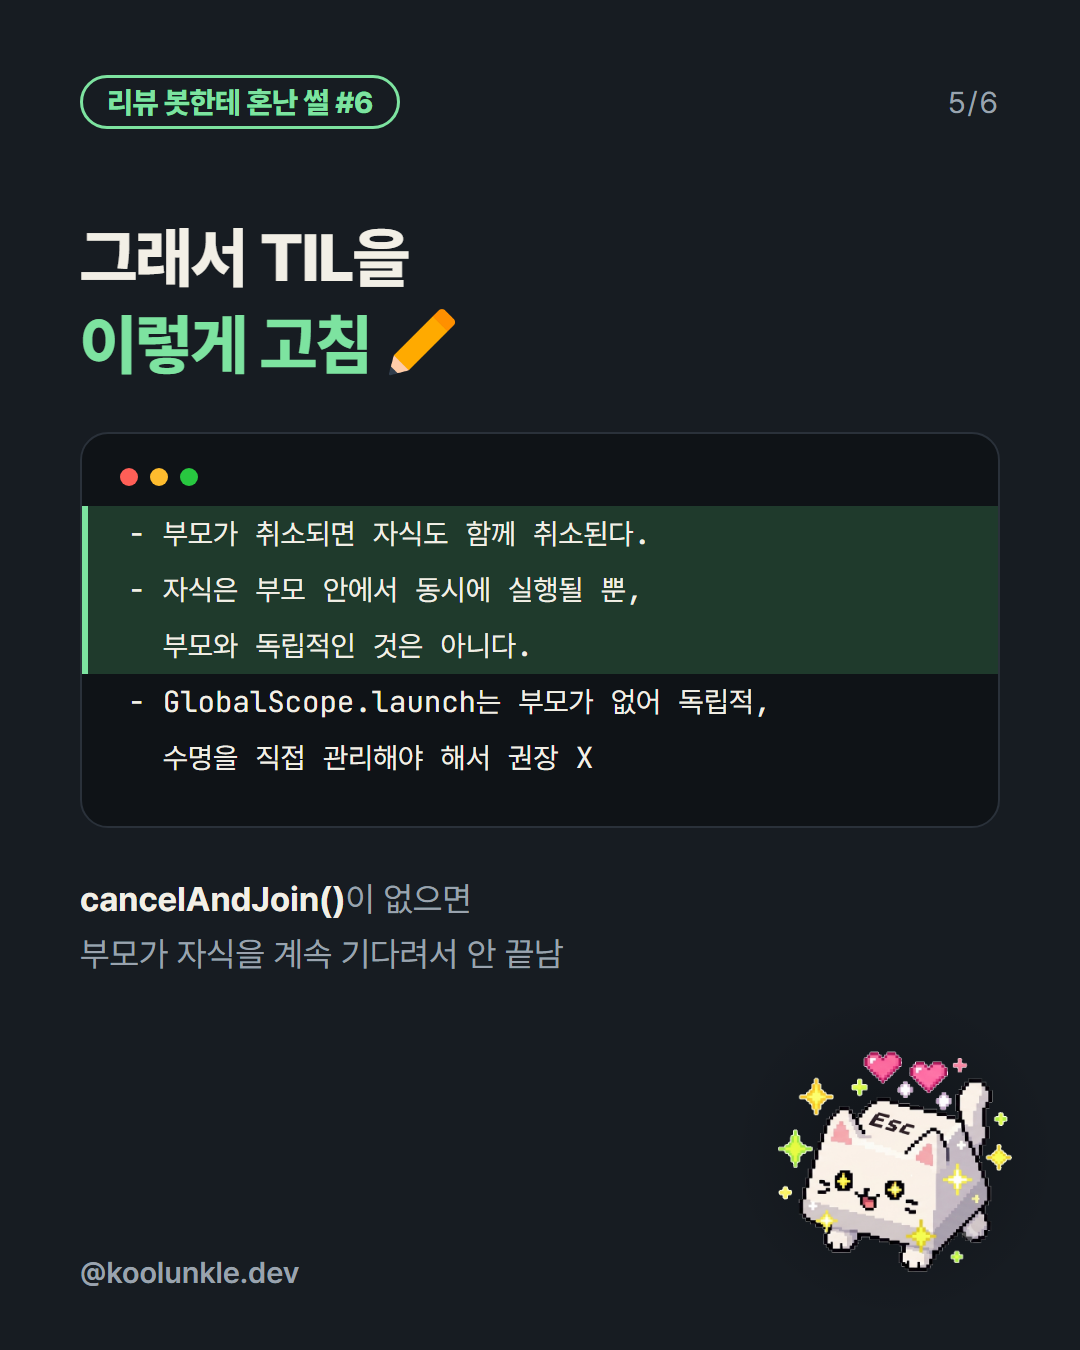 리뷰 봇한테 혼난 썰 #6
5/6
그래서 TIL을
이렇게 고침
- 부모가 취소되면 자식도 함께 취소된다.
- 자식은 부모 안에서 동시에 실행될 뿐,
부모와 독립적인 것은 아니다.
- GlobalScope.launch는 부모가 없어 독립적,
수명을 직접 관리해야 해서 권장 X
cancelAndJoin()이 없으면
부모가 자식을 계속 기다려서 안 끝남
Esc
@koolunkle.dev